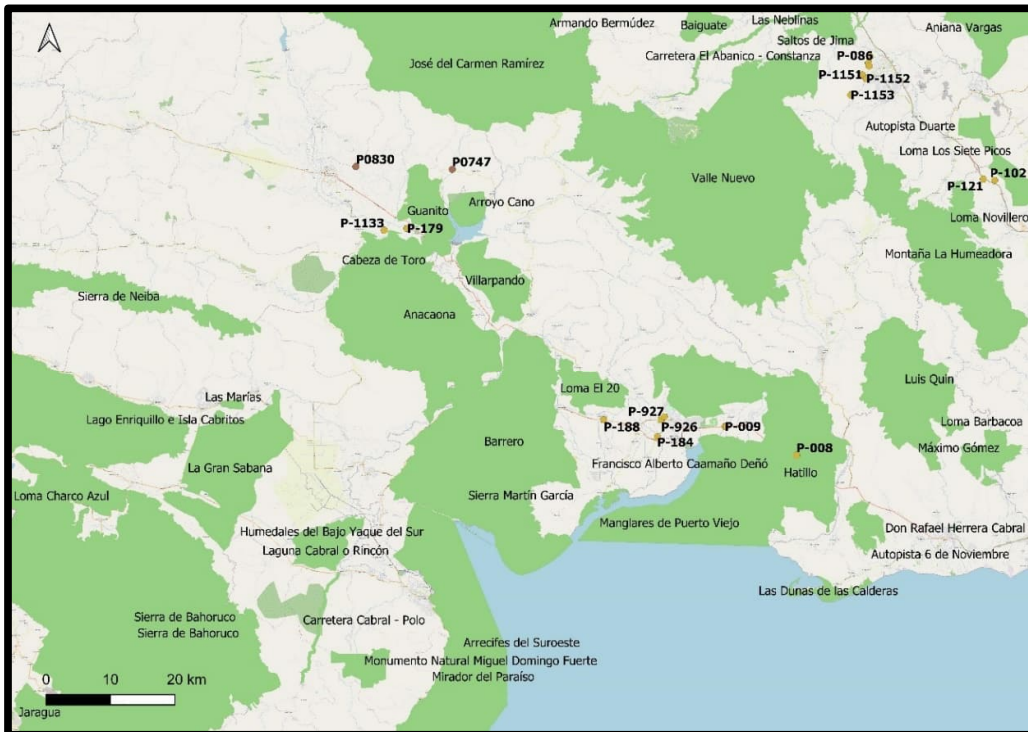 Las Neblinas
Armando Bermúdez
Baiguate
Aniana Vargas
Saltos de Jima
Carretera El Abanico - Constanza
José del Carmen Ramírez
P-086
P-1151
P-1152
P-1153
Autopista Duarte
Loma Los Siete Picos
P0830
P0747
Valle Nuevo
P-121
P-102
Arroyo Cano
Guanito
Loma Novillero
P-1133
P-179
Montaña La Humeadora
Cabeza de Toro
Villarpando
Sierra de Neiba
Anacaona
Luis Quin
Las Marías
Lago Enriquillo e Isla Cabritos
P-927
Loma Barbacoa
P-188
P-926
P-009
Barrero
P-184
P-008
Máximo Gómez
La Gran Sabana
Francisco Alberto Caamaño Deñó
Hatillo
Loma Charco Azul
Sierra Martín García
Manglares de Puerto Viejo
Humedales del Bajo Yaque del Sur
Don Rafael Herrera Cabral
Laguna Cabral o Rincón
Autopista 6 de Noviembre
Las Dunas de las Calderas
Sierra de Bahoruco
Carretera Cabral - Polo
Sierra de Bahoruco
Arrecifes del Suroeste
Monumento Natural Miguel Domingo Fuerte
Mirador del Paraíso
0 10 20 km
Jaragua